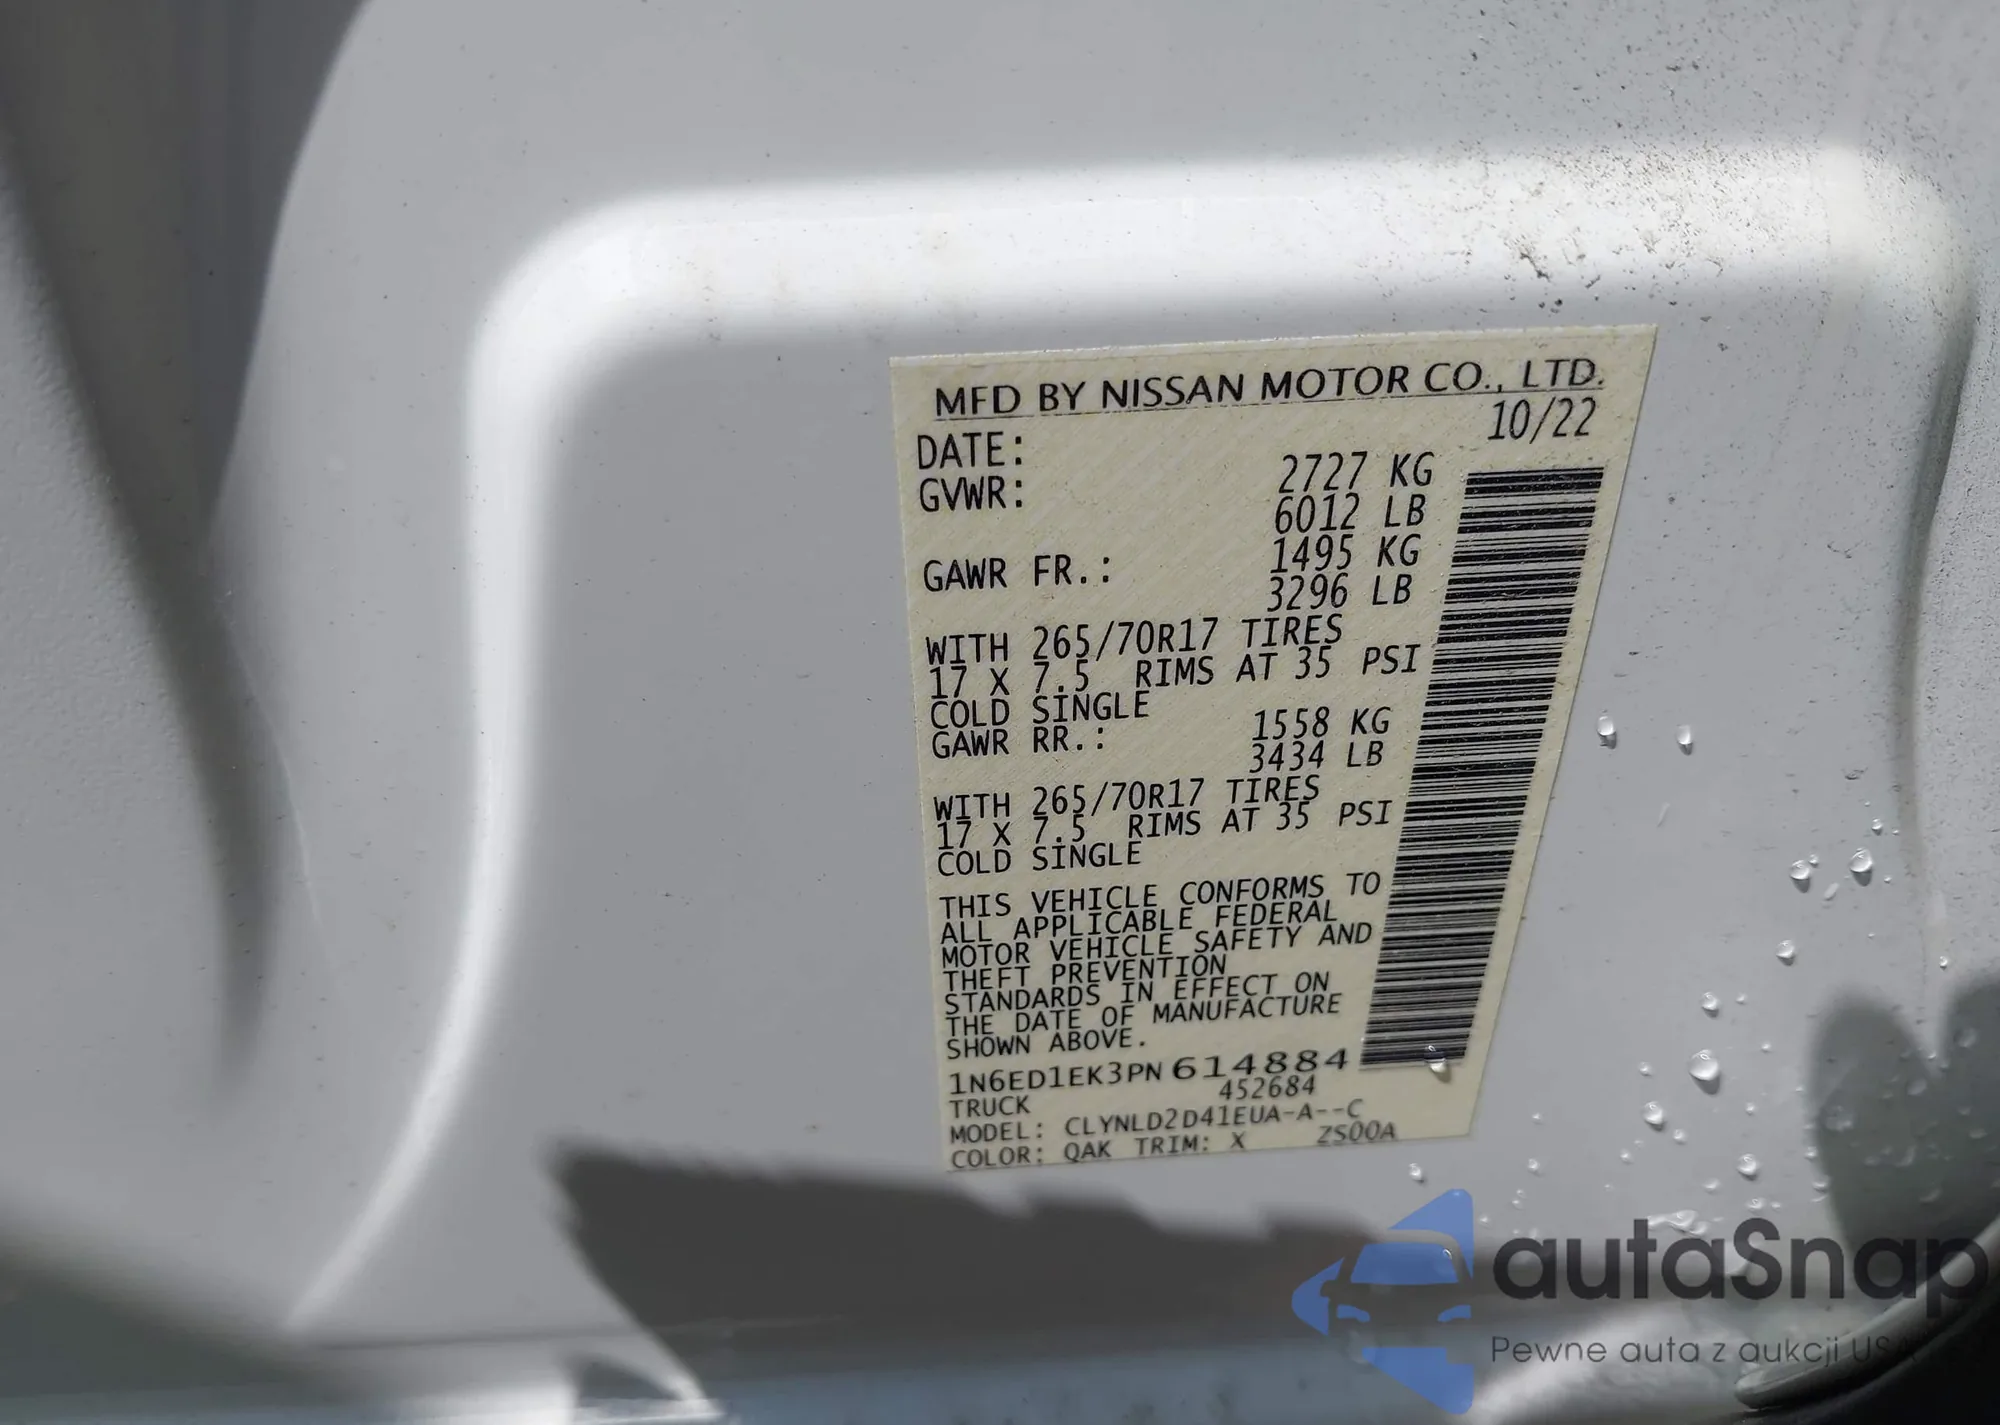 MFD BY NISSAN MOTOR CO., LTD.
DATE: 10/22
GVWR: 2727 KG
6012 LB
GAWR FR.: 1495 KG
3296 LB
WITH 265/70R17 TIRES
17 X 7.5 RIMS AT 35 PSI
COLD SINGLE
GAWR RR.: 1558 KG
3434 LB
WITH 265/70R17 TIRES
17 X 7.5 RIMS AT 35 PSI
COLD SINGLE
THIS VEHICLE CONFORMS TO
ALL APPLICABLE FEDERAL
MOTOR VEHICLE SAFETY AND
THEFT PREVENTION
STANDARDS IN EFFECT ON
THE DATE OF MANUFACTURE
SHOWN ABOVE.
1N6ED1EK3PN614884
TRUCK 452684
MODEL: CLYNLD2D41EUA-A--C
COLOR: QAK TRIM: X ZS00A
autaSnap
Pewne auta z aukcji USA